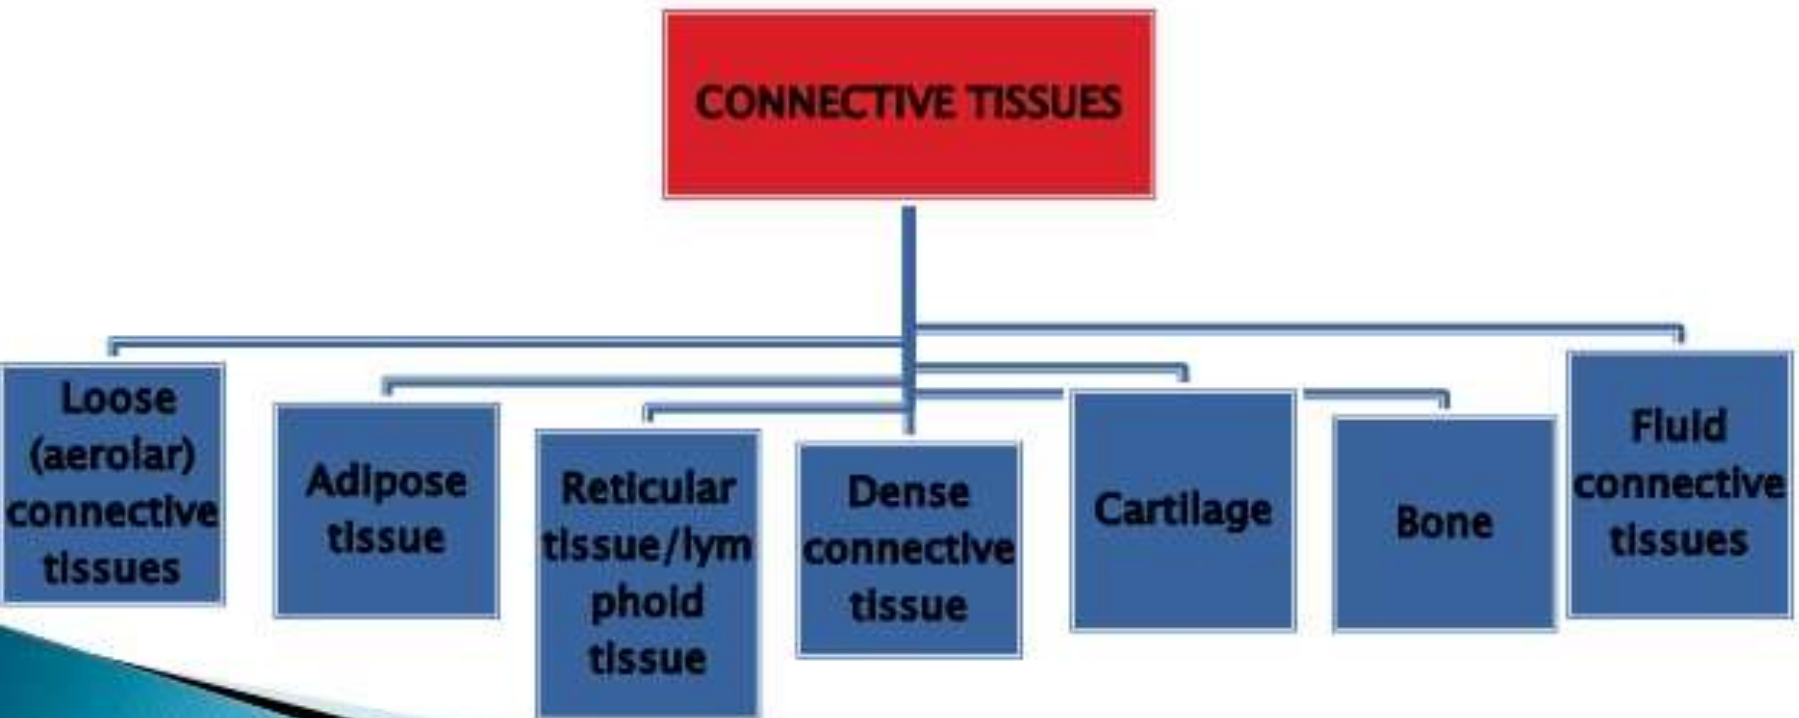 CONNECTIVE TISSUES
Loose
(aerolar)
connective
tissues
Adipose
tissue
Reticular
tissue/lym
phoid
tissue
Dense
connective
tissue
Cartilage
Bone
Fluid
connective
tissues